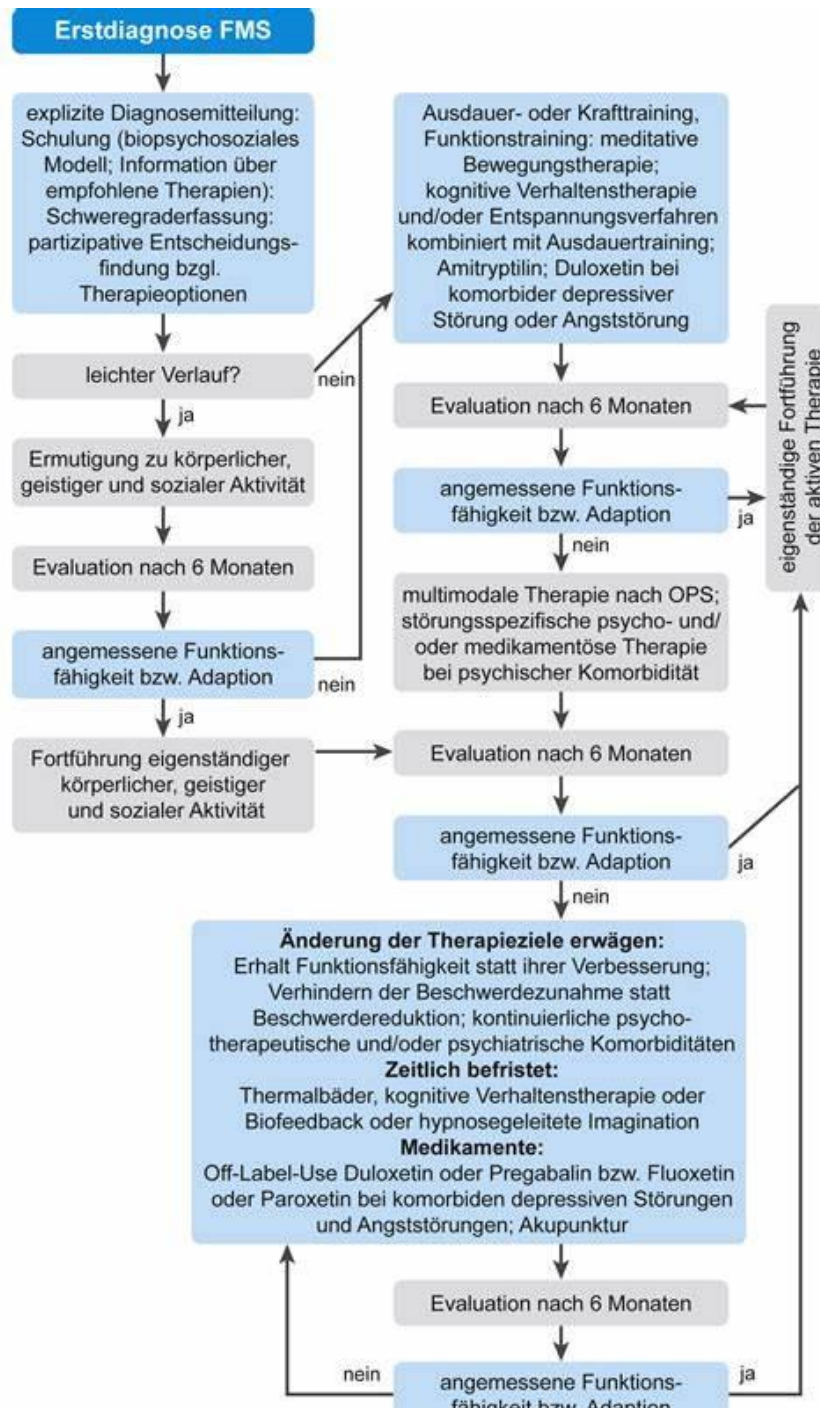 Erstdiagnose FMS
explizite Diagnosemitteilung:
Schulung (biopsychosoziales
Modell; Information über
empfohlene Therapien):
Schweregraderfassung:
partizipative Entscheidungs-
findung bzgl.
Therapieoptionen
leichter Verlauf?
nein
ja
Ermutigung zu körperlicher,
geistiger und sozialer Aktivität
Evaluation nach 6 Monaten
angemessene Funktions-
fähigkeit bzw. Adaption
nein
ja
Fortführung eigenständiger
körperlicher, geistiger
und sozialer Aktivität
Ausdauer- oder Krafttraining,
Funktionstraining: meditative
Bewegungstherapie;
kognitive Verhaltenstherapie
und/oder Entspannungsverfahren
kombiniert mit Ausdauertraining;
Amitryptilin; Duloxetin bei
komorbider depressiver
Störung oder Angststörung
Evaluation nach 6 Monaten
angemessene Funktions-
fähigkeit bzw. Adaption
ja
nein
eigenständige Fortführung
der aktiven Therapie
multimodale Therapie nach OPS;
störungsspezifische psycho- und/
oder medikamentöse Therapie
bei psychischer Komorbidität
Evaluation nach 6 Monaten
angemessene Funktions-
fähigkeit bzw. Adaption
ja
nein
Änderung der Therapieziele erwägen:
Erhalt Funktionsfähigkeit statt ihrer Verbesserung;
Verhindern der Beschwerdezunahme statt
Beschwerdereduktion; kontinuierliche psycho-
therapeutische und/oder psychiatrische Komorbiditäten
Zeitlich befristet:
Thermalbäder, kognitive Verhaltenstherapie oder
Biofeedback oder hypnosegeleitete Imagination
Medikamente:
Off-Label-Use Duloxetin oder Pregabalin bzw. Fluoxetin
oder Paroxetin bei komorbiden depressiven Störungen
und Angststörungen; Akupunktur
Evaluation nach 6 Monaten
nein
angemessene Funktions-
fähigkeit bzw. Adaption
ja